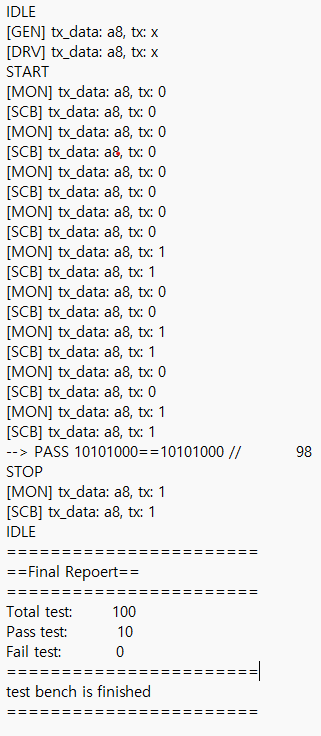 IDLE
[GEN] tx_data: a8, tx: x
[DRV] tx_data: a8, tx: x
START
[MON] tx_data: a8, tx: 0
[SCB] tx_data: a8, tx: 0
[MON] tx_data: a8, tx: 0
[SCB] tx_data: a8, tx: 0
[MON] tx_data: a8, tx: 0
[SCB] tx_data: a8, tx: 0
[MON] tx_data: a8, tx: 0
[SCB] tx_data: a8, tx: 0
[MON] tx_data: a8, tx: 1
[SCB] tx_data: a8, tx: 1
[MON] tx_data: a8, tx: 0
[SCB] tx_data: a8, tx: 0
[MON] tx_data: a8, tx: 1
[SCB] tx_data: a8, tx: 1
[MON] tx_data: a8, tx: 0
[SCB] tx_data: a8, tx: 0
[MON] tx_data: a8, tx: 1
[SCB] tx_data: a8, tx: 1
--> PASS 10101000==10101000 // 98
STOP
[MON] tx_data: a8, tx: 1
[SCB] tx_data: a8, tx: 1
IDLE
=======================
==Final Repoert==
=======================
Total test: 100
Pass test: 10
Fail test: 0
=======================
test bench is finished
=======================